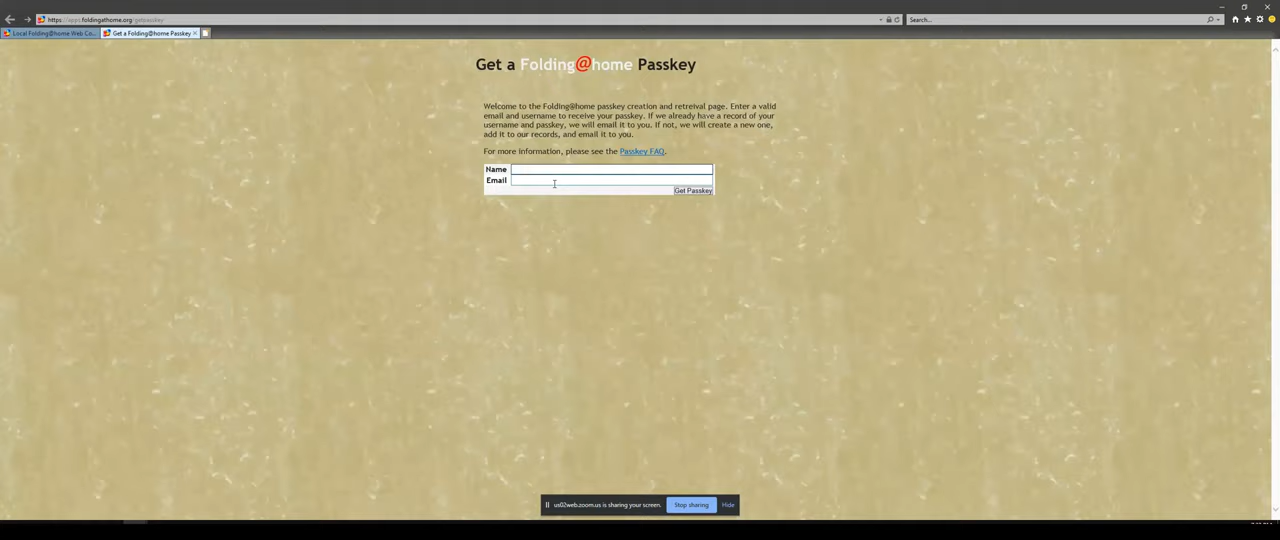 https://apps.foldingathome.org/getpasskey
Search...
Local Folding@home Web Co...
Get a Folding@home Passkey
Get a Folding@home Passkey
Welcome to the Folding@home passkey creation and retreival page. Enter a valid
email and username to receive your passkey. If we already have a record of your
username and passkey, we will email it to you. If not, we will create a new one,
add it to our records, and email it to you.
For more information, please see the Passkey FAQ.
Name
Email
Get Passkey
us02web.zoom.us is sharing your screen.
Stop sharing
Hide